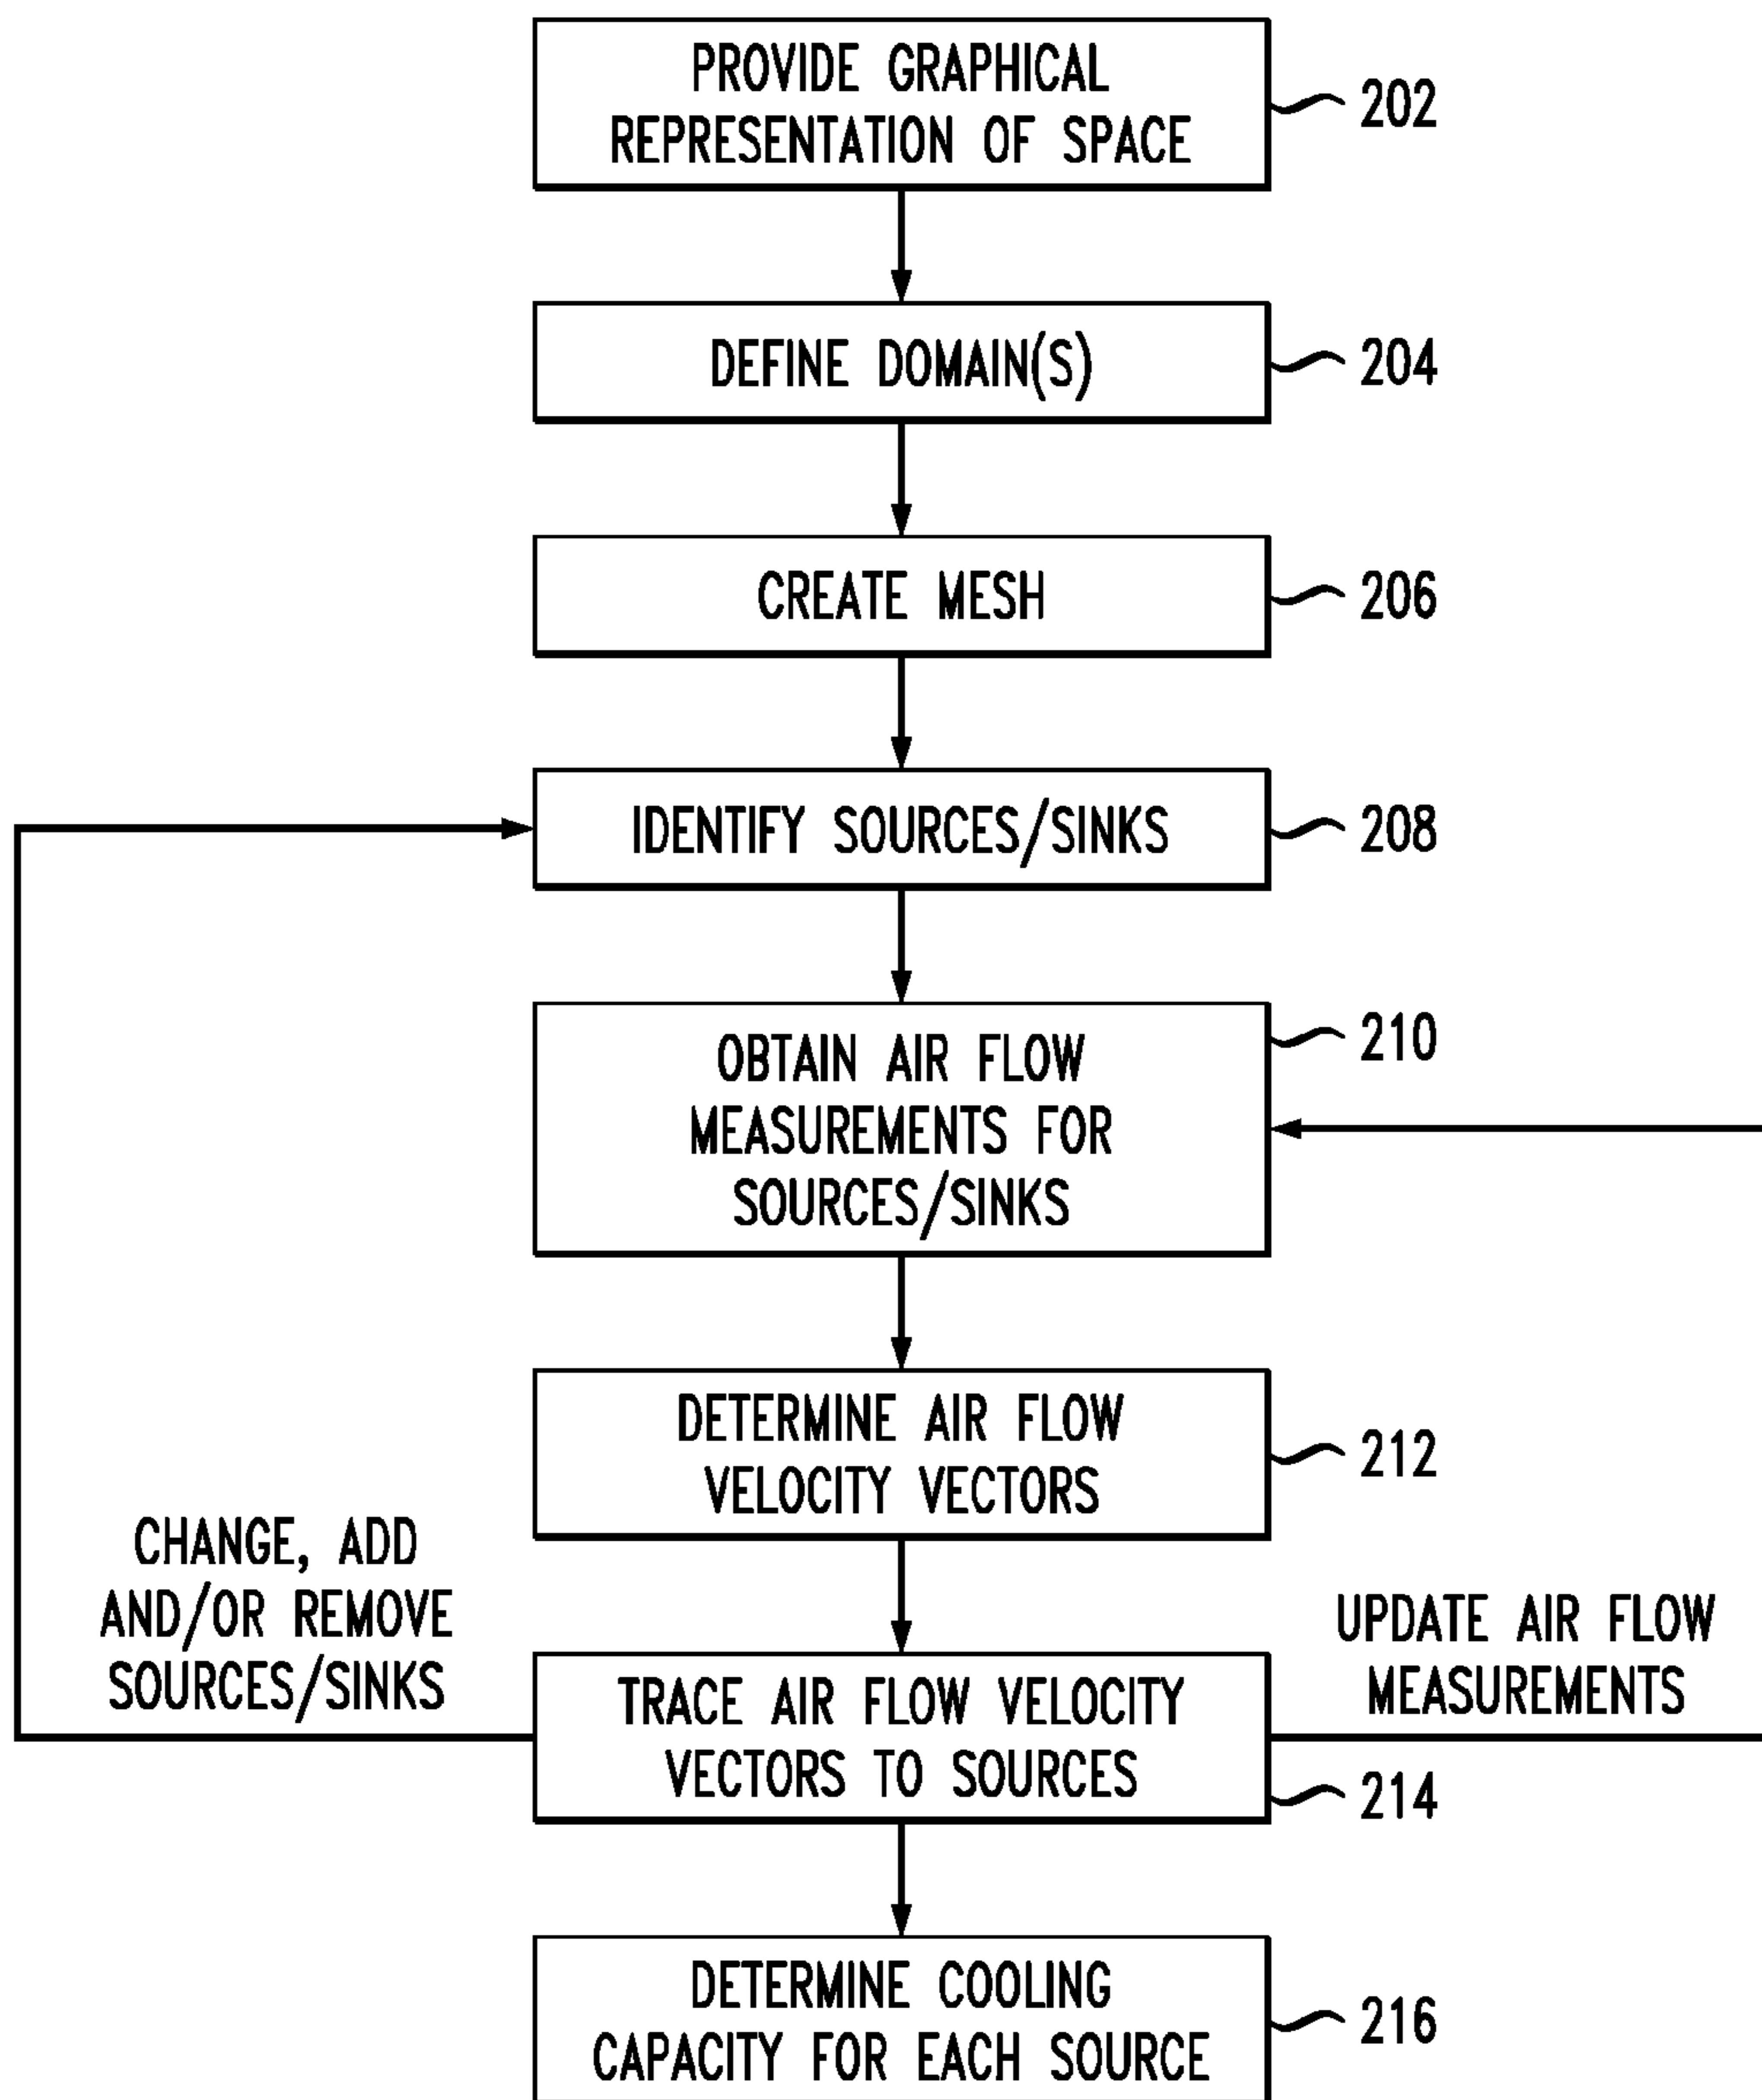 PROVIDE GRAPHICAL
REPRESENTATION OF SPACE
202
DEFINE DOMAIN(S)
204
CREATE MESH
206
IDENTIFY SOURCES/SINKS
208
OBTAIN AIR FLOW
MEASUREMENTS FOR
SOURCES/SINKS
210
DETERMINE AIR FLOW
VELOCITY VECTORS
212
CHANGE, ADD
AND/OR REMOVE
SOURCES/SINKS
TRACE AIR FLOW VELOCITY
VECTORS TO SOURCES
214
UPDATE AIR FLOW
MEASUREMENTS
DETERMINE COOLING
CAPACITY FOR EACH SOURCE
216